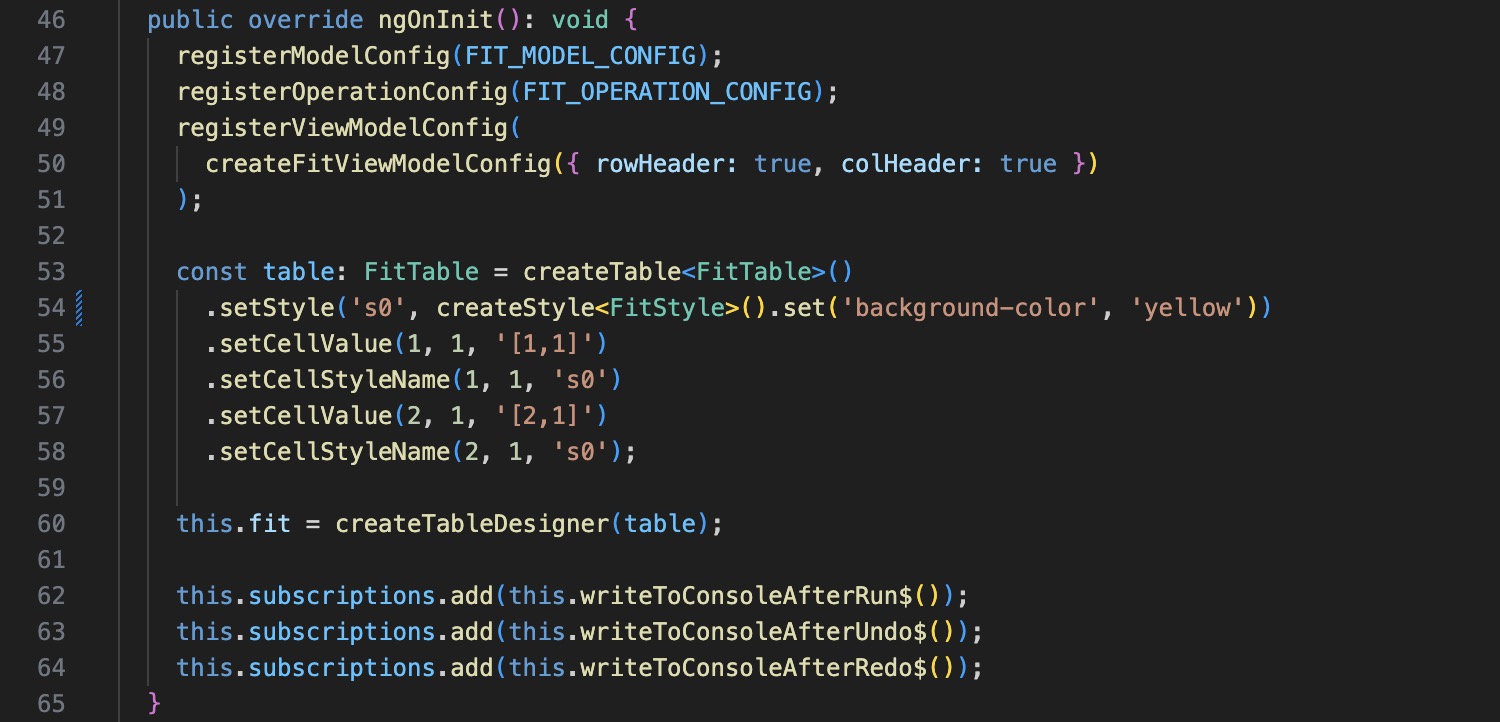 46 public override ngOnInit(): void {
47 registerModelConfig(FIT_MODEL_CONFIG);
48 registerOperationConfig(FIT_OPERATION_CONFIG);
49 registerViewModelConfig(
50 createFitViewModelConfig({ rowHeader: true, colHeader: true })
51 );
52
53 const table: FitTable = createTable<FitTable>()
54 .setStyle('s0', createStyle<FitStyle>().set('background-color', 'yellow'))
55 .setCellValue(1, 1, '[1,1]')
56 .setCellStyleName(1, 1, 's0')
57 .setCellValue(2, 1, '[2,1]')
58 .setCellStyleName(2, 1, 's0');
59
60 this.fit = createTableDesigner(table);
61
62 this.subscriptions.add(this.writeToConsoleAfterRun$());
63 this.subscriptions.add(this.writeToConsoleAfterUndo$());
64 this.subscriptions.add(this.writeToConsoleAfterRedo$());
65 }